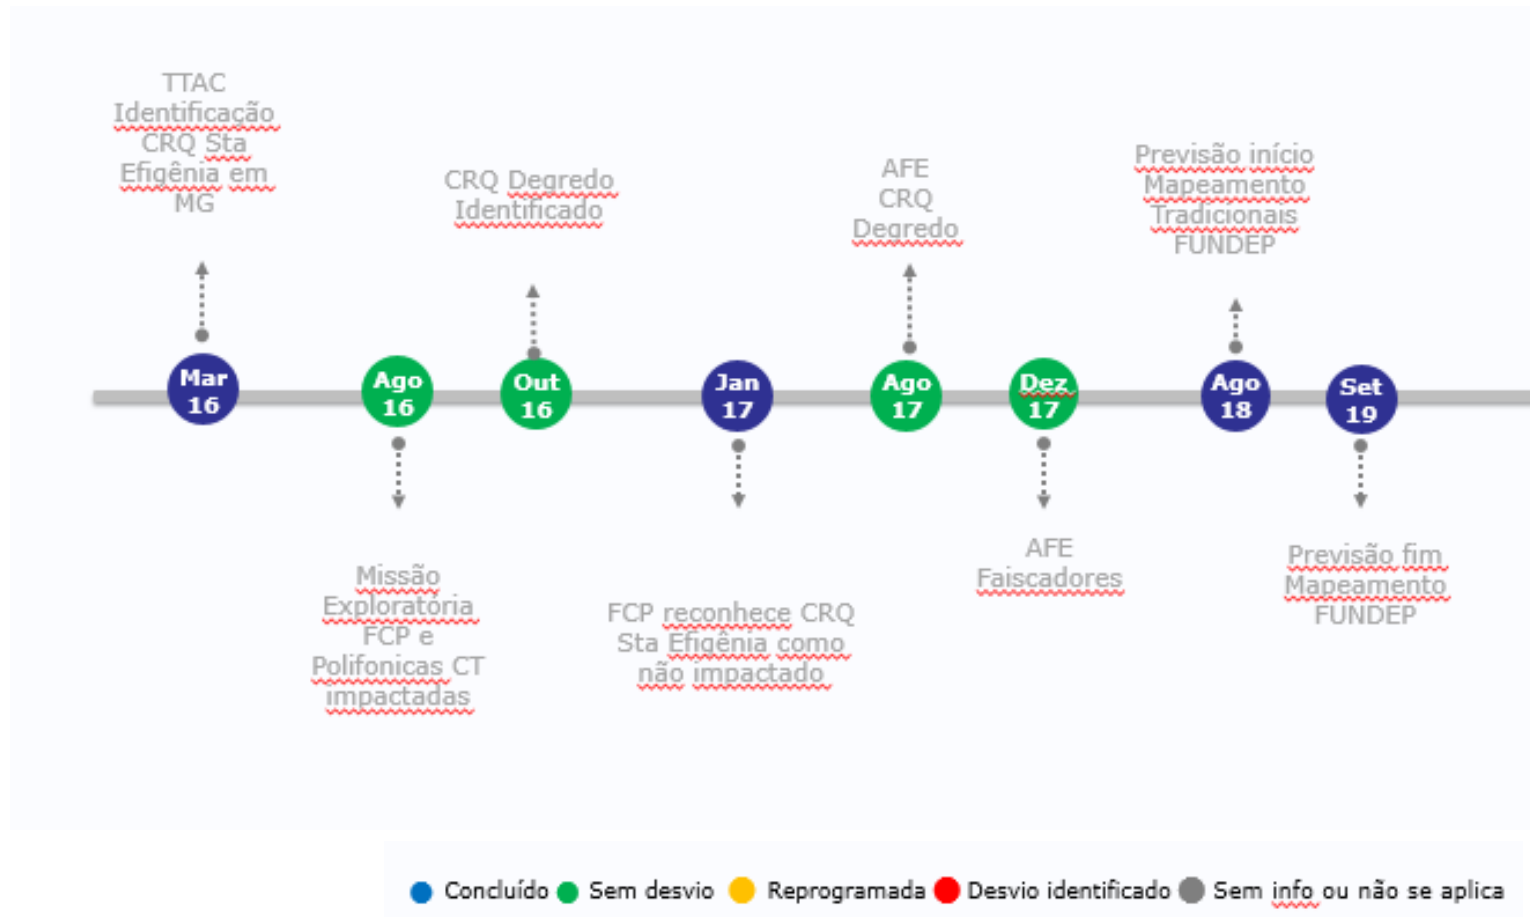 TTAC
Identificação
CRQ Sta
Efigênia em
MG
CRQ Degredo
Identificado
AFE
CRQ
Degredo
Previsão início
Mapeamento
Tradicionais
FUNDEP
Mar
16
Ago
16
Out
16
Jan
17
Ago
17
Dez
17
Ago
18
Set
19
Missão
Exploratória
FCP e
Polifonicas CT
impactadas
FCP reconhece CRQ
Sta Efigênia como
não impactado
AFE
Faiscadores
Previsão fim
Mapeamento
FUNDEP
Concluído
Sem desvio
Reprogramada
Desvio identificado
Sem info ou não se aplica